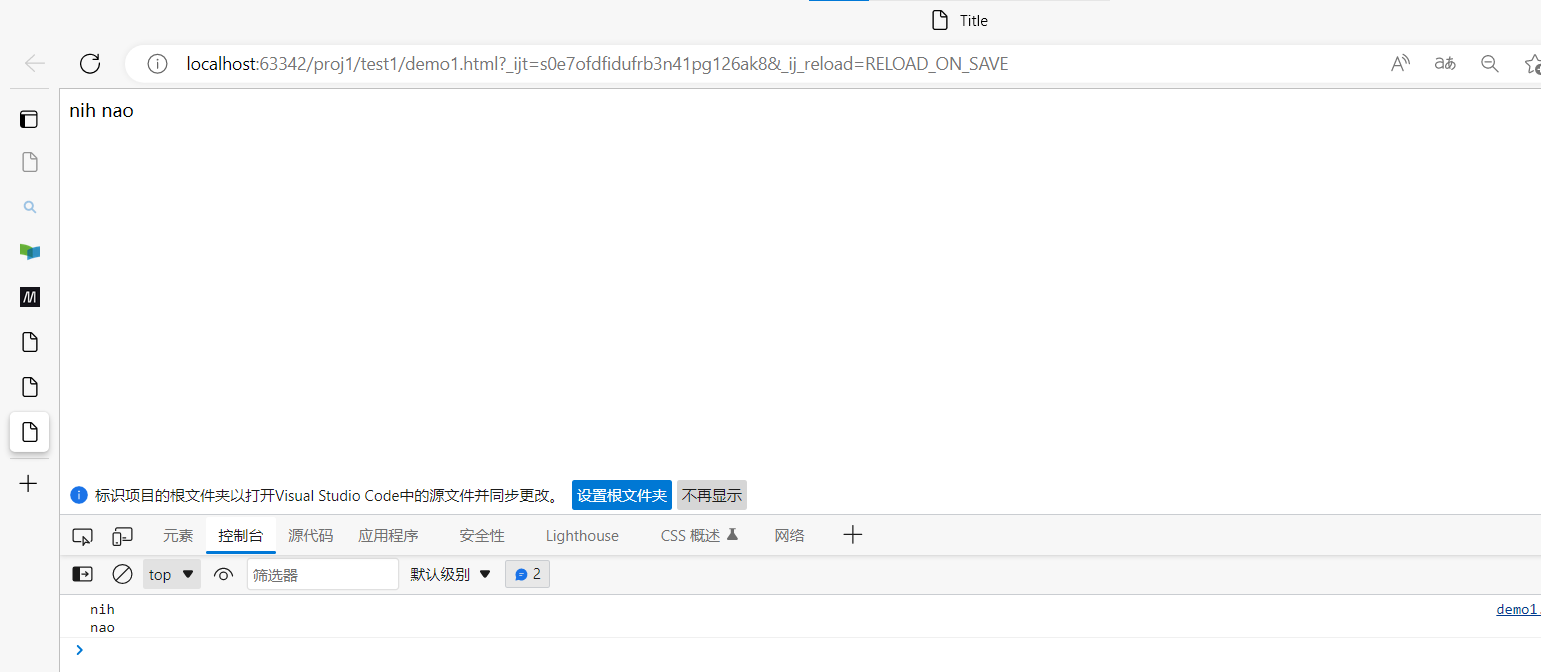 Title
localhost:63342/proj1/test1/demo1.html?_ijt=s0e7ofdfidufrb3n41pg126ak8&_ij_reload=RELOAD_ON_SAVE
nih nao
标识项目的根文件夹以打开Visual Studio Code中的源文件并同步更改。 设置根文件夹 不再显示
元素 控制台 源代码 应用程序 安全性 Lighthouse CSS 概述 网络
top 筛选器 默认级别 2
nih demo1.
nao